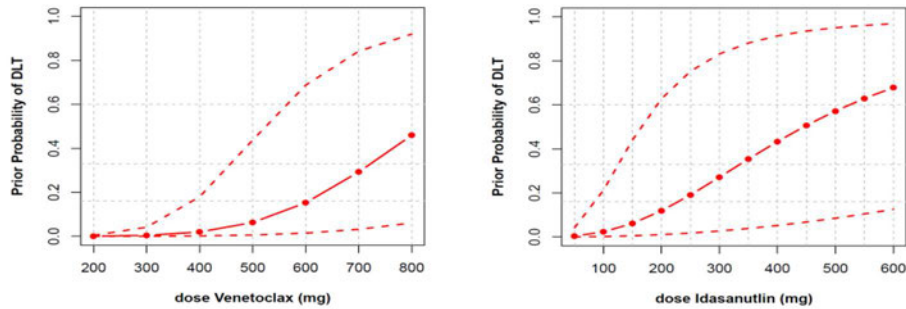 Prior Probability of DLT
1.0
0.8
0.6
0.4
0.2
0.0
200 300 400 500 600 700 800
dose Venetoclax (mg)
Prior Probability of DLT
1.0
0.8
0.6
0.4
0.2
0.0
100 200 300 400 500 600
dose Idasanutlin (mg)